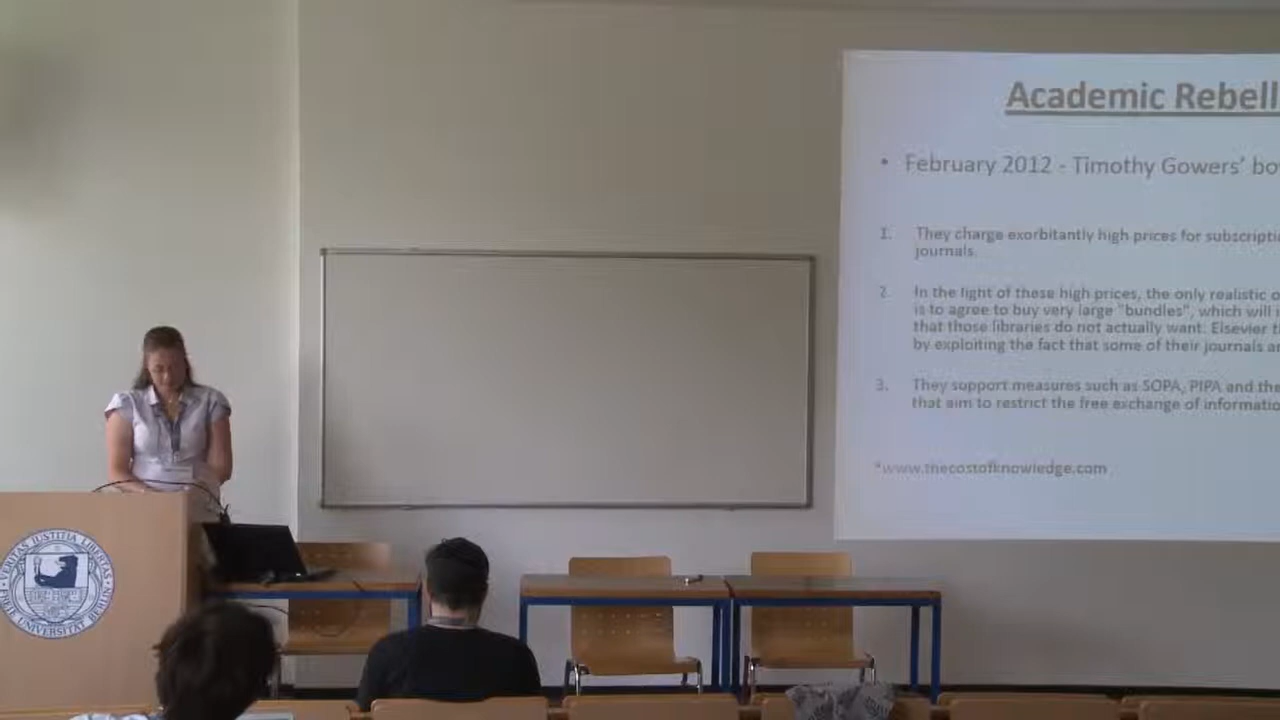 Academic Rebell
• February 2012 - Timothy Gowers' bo
1. They charge exorbitantly high prices for subscripti
journals.
2. In the light of these high prices, the only realistic o
is to agree to buy very large "bundles", which will i
that those libraries do not actually want. Elsevier t
by exploiting the fact that some of their journals a
3. They support measures such as SOPA, PIPA and the
that aim to restrict the free exchange of informatio
*www.thecostofknowledge.com
VERITAS IUSTITIA LIBERTAS
FREIE UNIVERSITÄT BERLIN